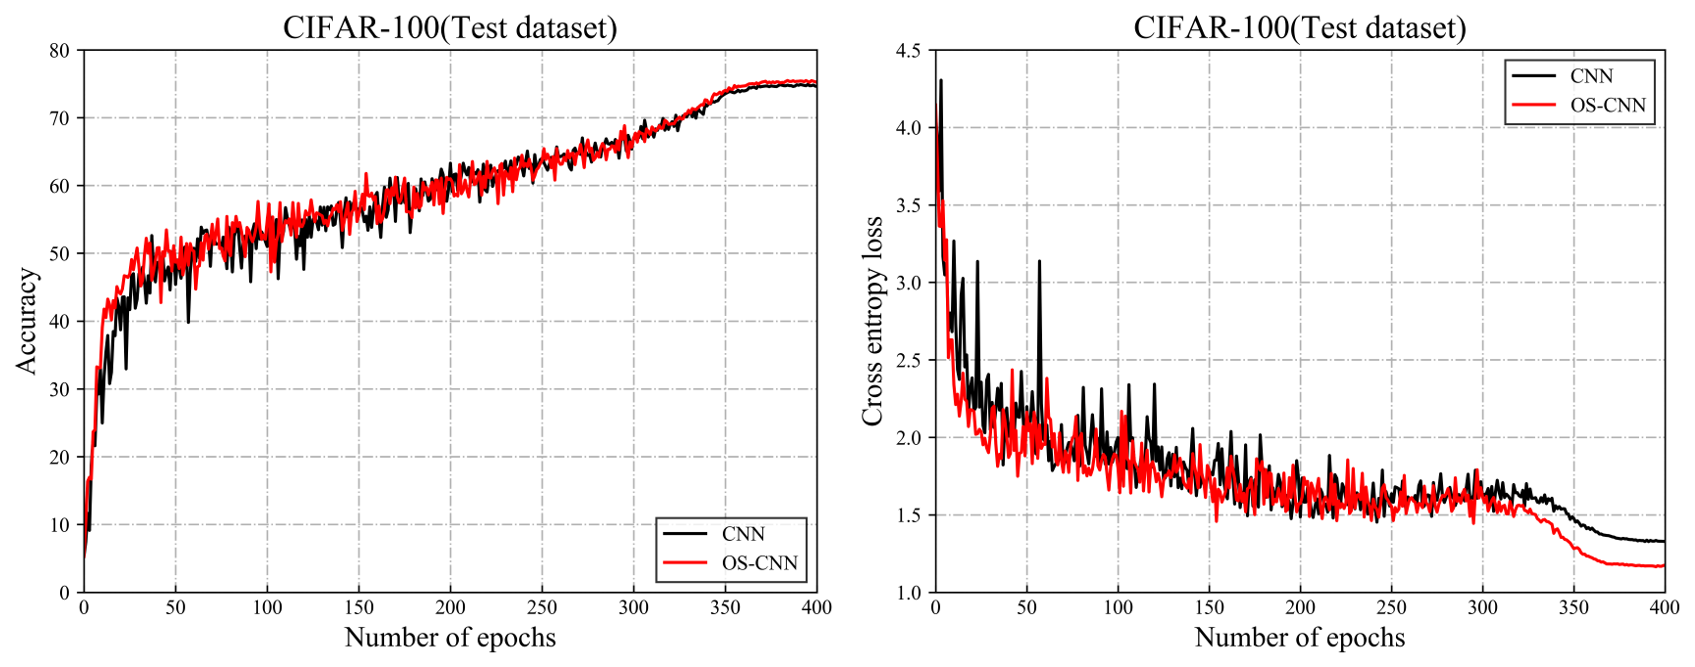 CIFAR-100(Test dataset)
80
70
60
50
40
30
20
10
0
Accuracy
CNN
OS-CNN
0 50 100 150 200 250 300 350 400
Number of epochs
CIFAR-100(Test dataset)
4.5
4.0
3.5
3.0
2.5
2.0
1.5
1.0
Cross entropy loss
CNN
OS-CNN
0 50 100 150 200 250 300 350 400
Number of epochs